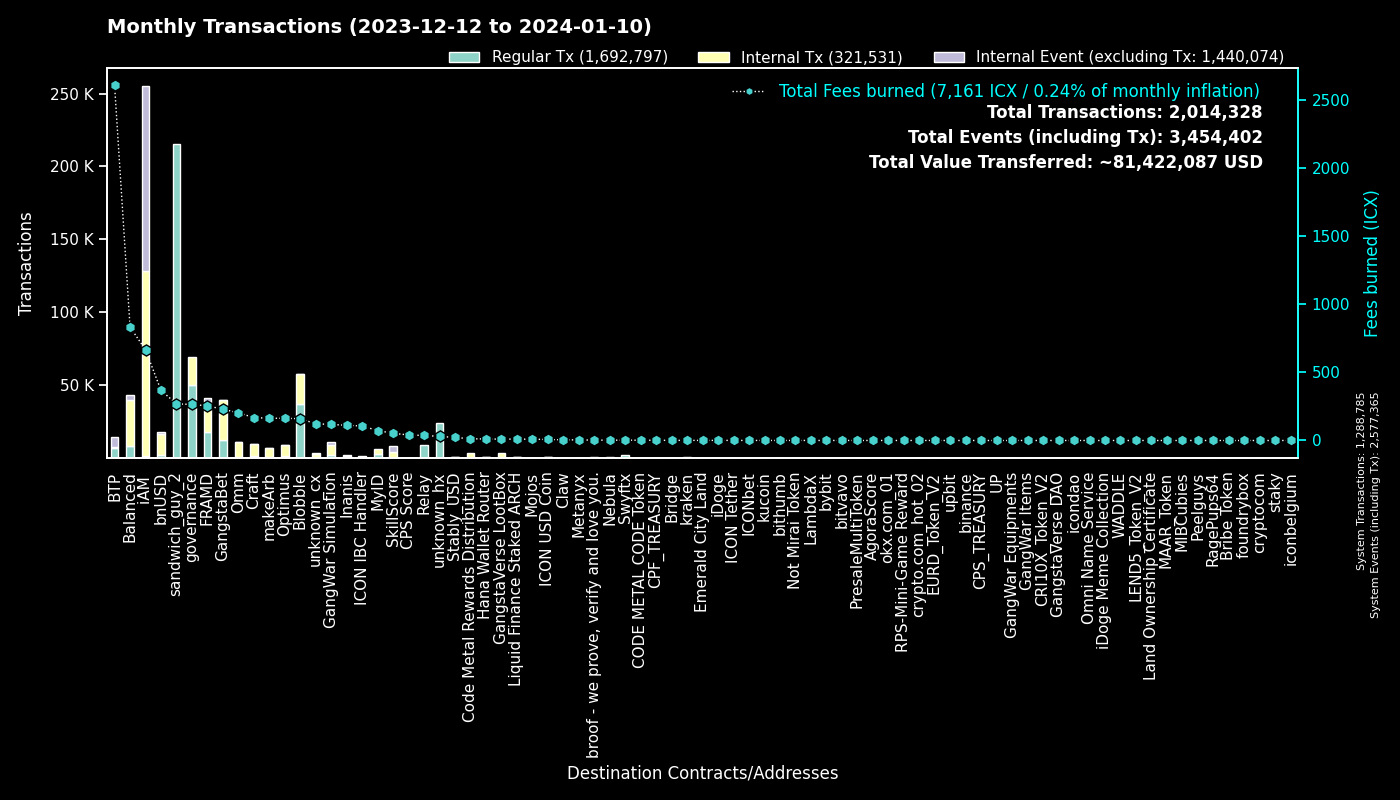 Monthly Transactions (2023-12-12 to 2024-01-10)
Regular Tx (1,692,797)
Internal Tx (321,531)
Internal Event (excluding Tx: 1,440,074)
Total Fees burned (7,161 ICX / 0.24% of monthly inflation)
Total Transactions: 2,014,328
Total Events (including Tx): 3,454,402
Total Value Transferred: ~81,422,087 USD
Transactions
250 K
200 K
150 K
100 K
50 K
2500
2000
1500
1000
500
0
Fees burned (ICX)
System Transactions: 1,288,785
System Events (including Tx): 2,577,365
BTP
Balanced
iAM
bnUSD
sandwich_guy_2
governance
FRAMD
GangstaBet
Omm
Craft
makeArb
Optimus
Blobble
unknown_cx
GangWar Simulation
Inanis
ICON IBC Handler
MyID
SkillScore
CPS Score
Relay
unknown_hx
Stably_USD
Code Metal Rewards Distribution
Hana Wallet Router
GangstaVerse LootBox
Liquid Finance Staked ARCH
Mojos
ICON USD Coin
Claw
Metanyx
broof - we prove, verify and love you.
Nebula
Swyftx
CODE METAL CODE Token
CPF_TREASURY
Bridge
kraken
Emerald City Land
iDoge
ICON Tether
ICONbet
kucoin
bithumb
Not Mirai Token
LambdaX
bybit
bitvavo
PresaleMultiToken
AgoraScore
okx.com_01
RPS-Mini-Game Reward
crypto.com_hot_02
EURD_Token_V2
upbit
binance
CPS_TREASURY
UP
GangWar Equipments
GangWar Items
CRI10X_Token_V2
GangstaVerse DAO
icondao
Omni Name Service
iDoge Meme Collection
WADDLE
LEND5_Token_V2
Land Ownership Certificate
MAAR_Token
MIBCubies
Peelguys
RagePups64
Bribe Token
foundrybox
cryptocom
staky
iconbelgium
Destination Contracts/Addresses